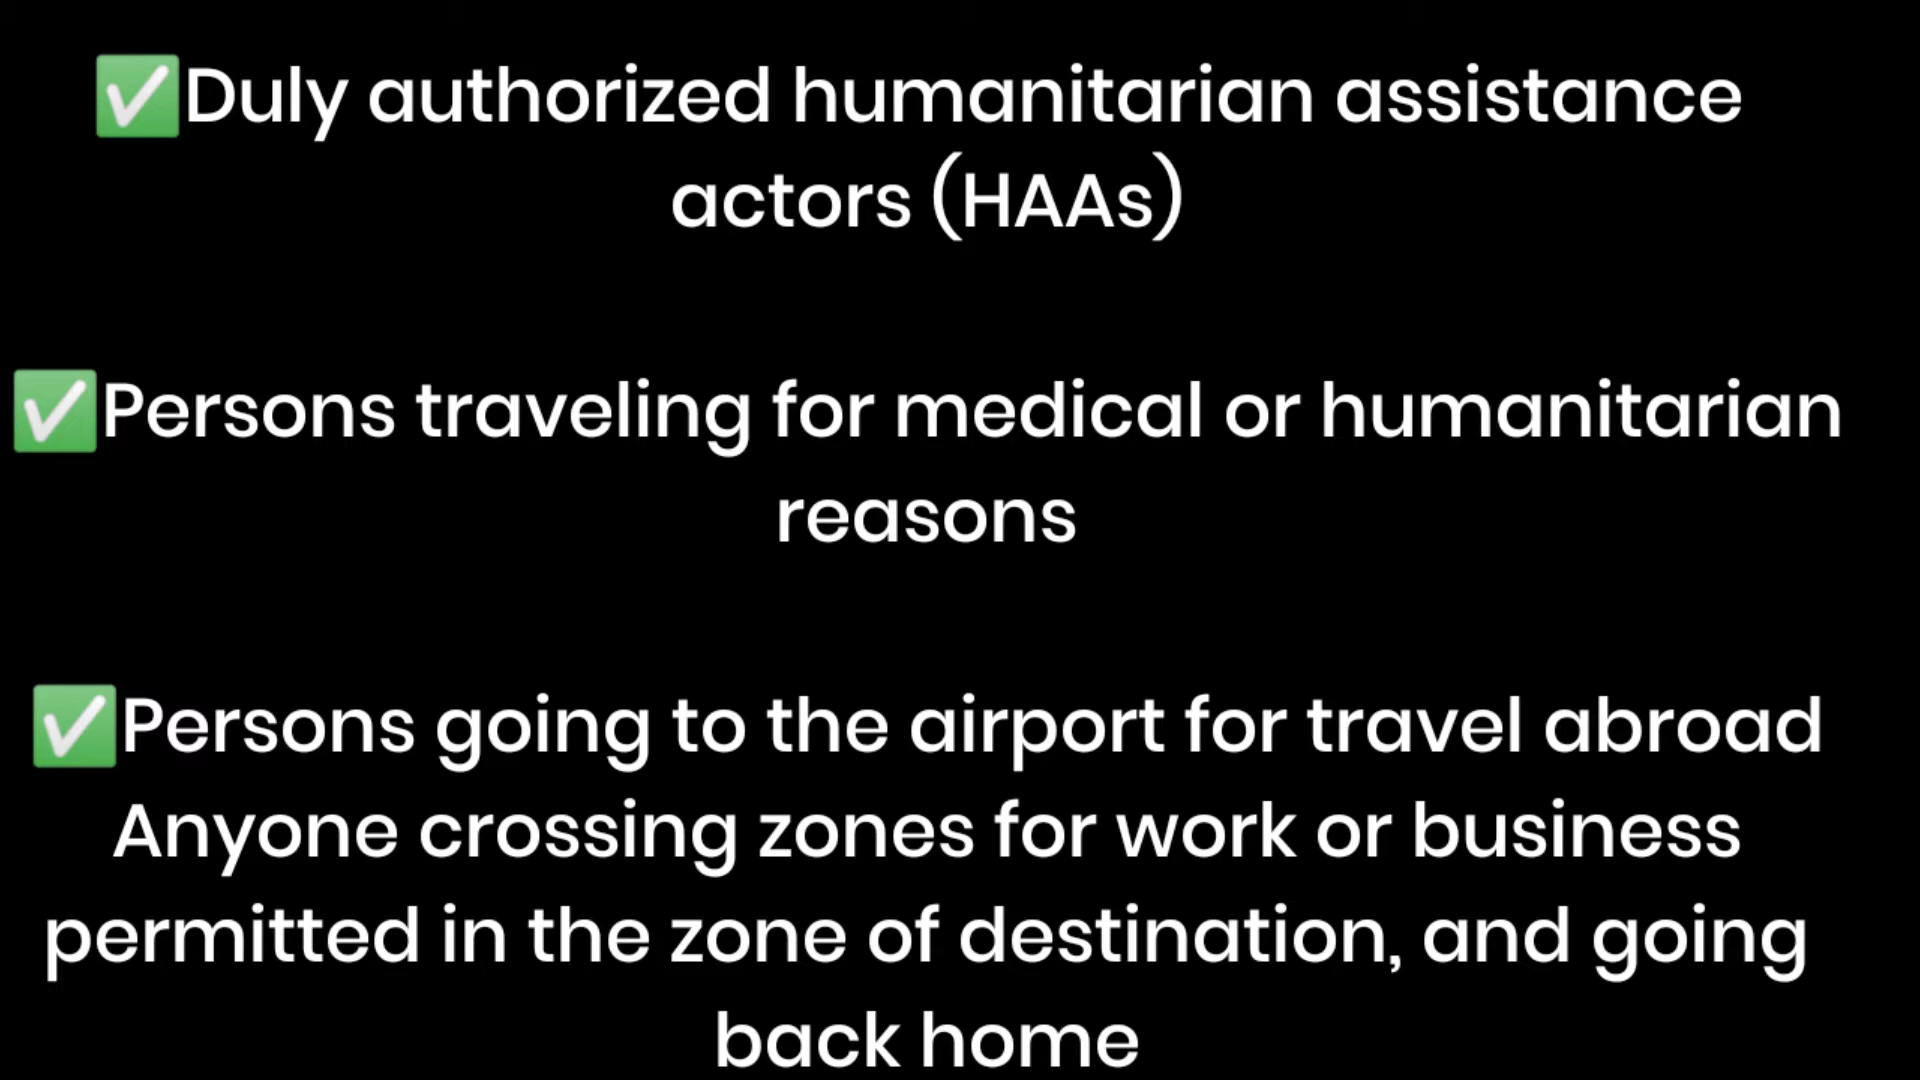 ✅Duly authorized humanitarian assistance
actors (HAAs)
✅Persons traveling for medical or humanitarian
reasons
✅Persons going to the airport for travel abroad
Anyone crossing zones for work or business
permitted in the zone of destination, and going
back home